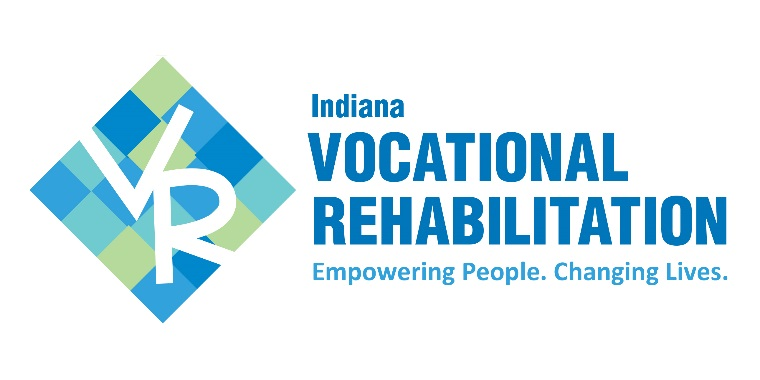 VR
Indiana
VOCATIONAL
REHABILITATION
Empowering People. Changing Lives.